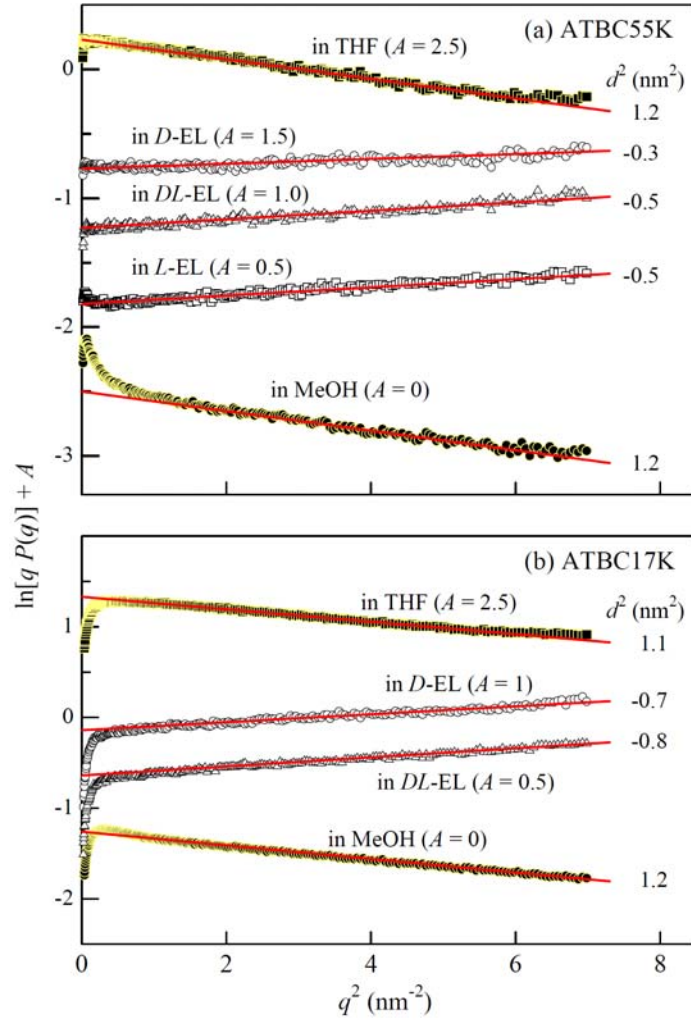 (a) ATBC55K
in THF (A = 2.5)
d² (nm²)
0
1.2
in D-EL (A = 1.5)
-0.3
-1
in DL-EL (A = 1.0)
-0.5
in L-EL (A = 0.5)
-0.5
-2
in MeOH (A = 0)
-3
1.2
ln[q P(q)] + A
(b) ATBC17K
in THF (A = 2.5)
d² (nm²)
1
1.1
in D-EL (A = 1)
-0.7
0
-0.8
in DL-EL (A = 0.5)
-1
in MeOH (A = 0)
-2
1.2
0 2 4 6 8
q² (nm⁻²)